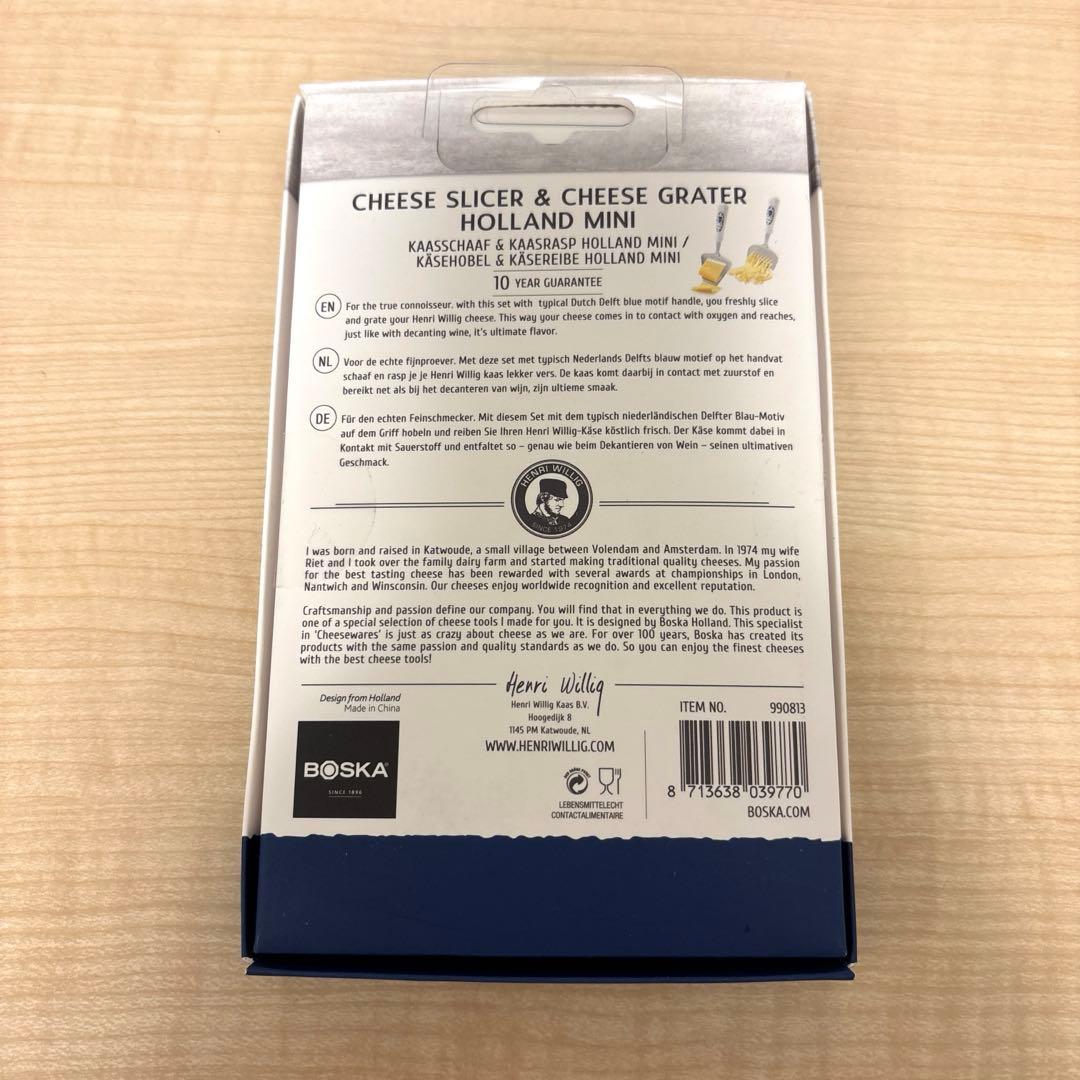 CHEESE SLICER & CHEESE GRATER
HOLLAND MINI
KAASSCHAAF & KAASRASP HOLLAND MINI /
KÄSEHOBEL & KÄSEREIBE HOLLAND MINI
10 YEAR GUARANTEE
EN
For the true connoisseur. with this set with typical Dutch Delft blue motif handle, you freshly slice
and grate your Henri Willig cheese. This way your cheese comes in to contact with oxygen and reaches,
just like with decanting wine, it's ultimate flavor.
NL
Voor de echte fijnproever. Met deze set met typisch Nederlands Delfts blauw motief op het handvat
schaaf en rasp je je Henri Willig kaas lekker vers. De kaas komt daarbij in contact met zuurstof en
bereikt net als bij het decanteren van wijn, zijn ultieme smaak.
DE
Für den echten Feinschmecker. Mit diesem Set mit dem typisch niederländischen Delfter Blau-Motiv
auf dem Griff hobeln und reiben Sie Ihren Henri Willig-Käse köstlich frisch. Der Käse kommt dabei in
Kontakt mit Sauerstoff und entfaltet so – genau wie beim Dekantieren von Wein – seinen ultimativen
Geschmack.
HENRI WILLIG
SINCE 1974
I was born and raised in Katwoude, a small village between Volendam and Amsterdam. In 1974 my wife
Riet and I took over the family dairy farm and started making traditional quality cheeses. My passion
for the best tasting cheese has been rewarded with several awards at championships in London,
Nantwich and Winsconsin. Our cheeses enjoy worldwide recognition and excellent reputation.
Craftsmanship and passion define our company. You will find that in everything we do. This product is
one of a special selection of cheese tools I made for you. It is designed by Boska Holland. This specialist
in 'Cheesewares' is just as crazy about cheese as we are. For over 100 years, Boska has created its
products with the same passion and quality standards as we do. So you can enjoy the finest cheeses
with the best cheese tools!
Henri Willig
Design from Holland
Made in China
BOSKA
SINCE 1896
Henri Willig Kaas B.V.
Hoogedijk 8
1145 PM Katwoude, NL
WWW.HENRIWILLIG.COM
LEBENSMITTELECHT
CONTACTALIMENTAIRE
ITEM NO. 990813
8 713638 039770
BOSKA.COM